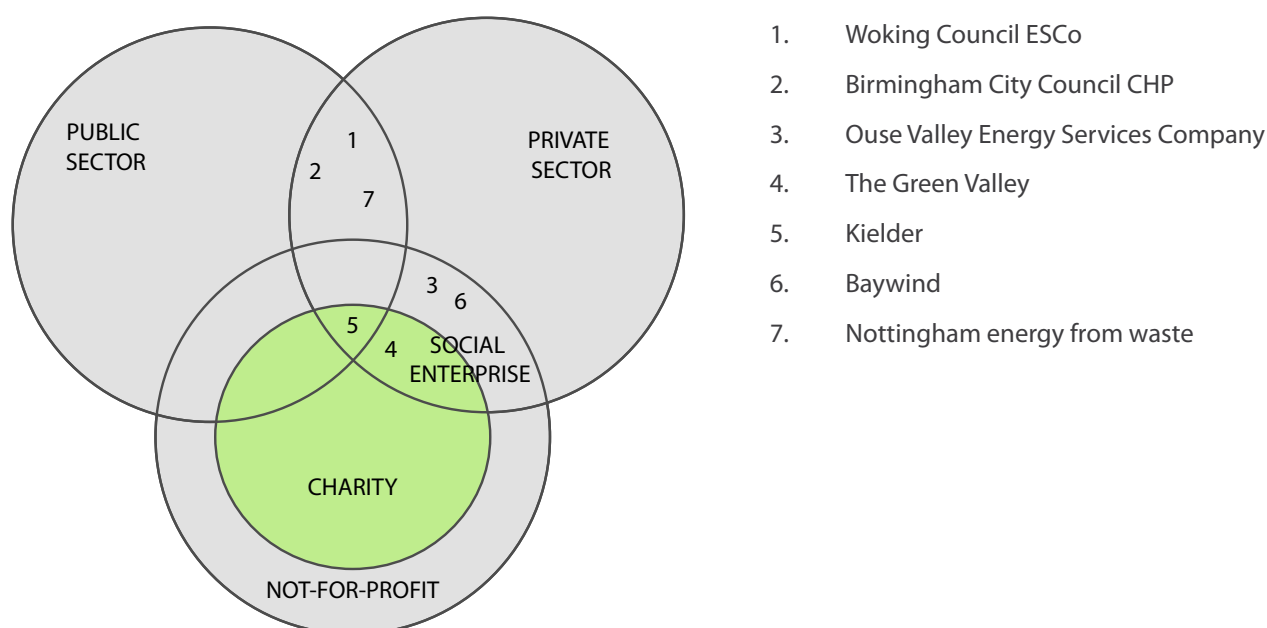 PUBLIC
SECTOR
PRIVATE
SECTOR
1
2
7
3
6
5
4
SOCIAL
ENTERPRISE
CHARITY
NOT-FOR-PROFIT
1. Woking Council ESCo
2. Birmingham City Council CHP
3. Ouse Valley Energy Services Company
4. The Green Valley
5. Kielder
6. Baywind
7. Nottingham energy from waste